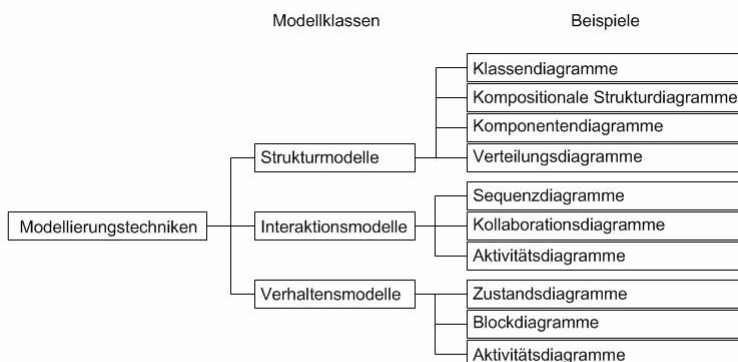 Modellklassen
Beispiele
Klassendiagramme
Kompositionale Strukturdiagramme
Komponentendiagramme
Strukturmodelle
Verteilungsdiagramme
Sequenzdiagramme
Modellierungstechniken
Interaktionsmodelle
Kollaborationsdiagramme
Aktivitätsdiagramme
Verhaltensmodelle
Zustandsdiagramme
Blockdiagramme
Aktivitätsdiagramme